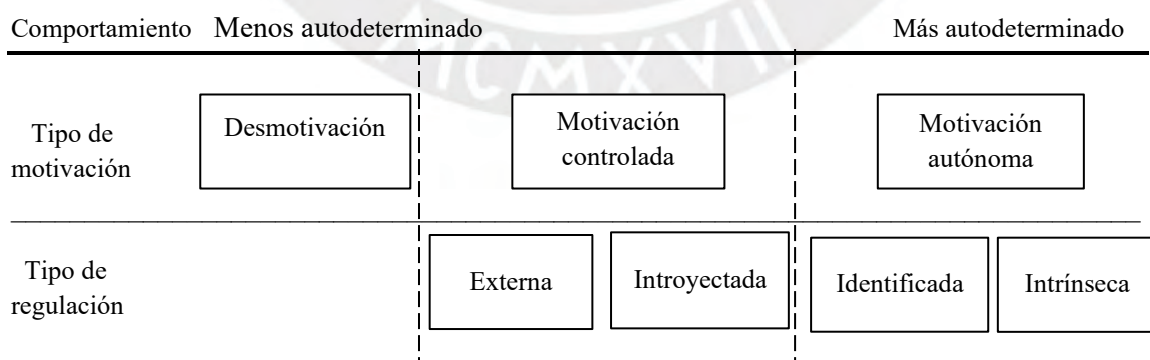 Comportamiento Menos autodeterminado Más autodeterminado
MCMXVII
Tipo de
motivación
Desmotivación
Motivación
controlada
Motivación
autónoma
Tipo de
regulación
Externa
Introyectada
Identificada
Intrínseca